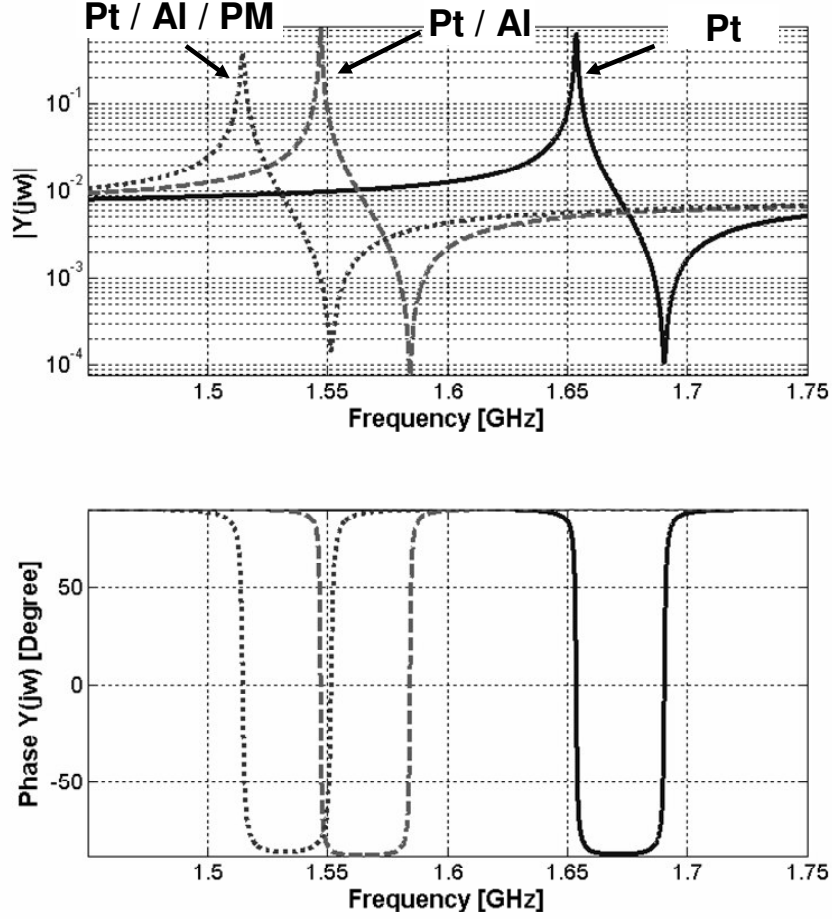 Pt / Al / PM
Pt / Al
Pt
|Y(jw)|
10-1
10-2
10-3
10-4
1.5
1.55
1.6
1.65
1.7
1.75
Frequency [GHz]
Phase Y(jw) [Degree]
50
0
-50
1.5
1.55
1.6
1.65
1.7
1.75
Frequency [GHz]